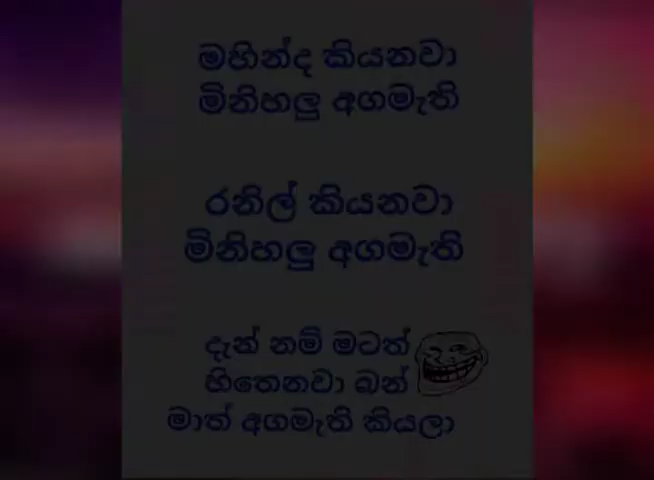 මහින්ද කියනවා
මිනිහලු අගමැති
රනිල් කියනවා
මිනිහලු අගමැති
දැන් නම් මටත්
හිතෙනවා බන්
මාත් අගමැති කියලා